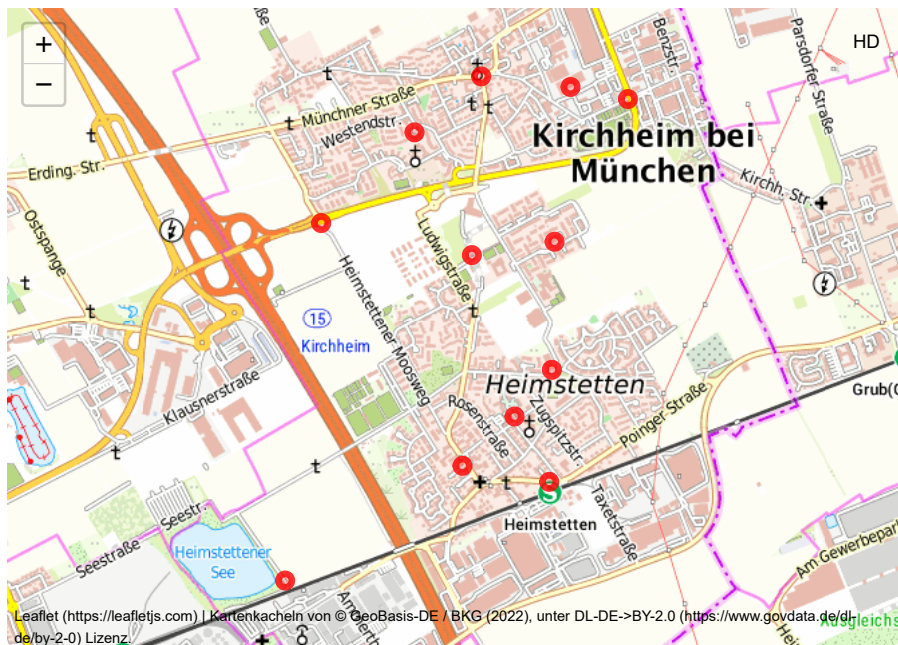 +
−
HD
Benzstr.
Parsdorfer Straße
Münchner Straße
Westendstr.
Kirchheim bei
München
Erding. Str.
Kirchh. Str.
Ostspange
Ludwigstraße
Heimstettener Moosweg
15
Kirchheim
Heimstetten
Grub(
Klausnerstraße
Rosenstraße
Zugspitzstr.
Poinger Straße
S
Heimstetten
Taxetstraße
Seestr.
Seestraße
Heimstettener
See
Am Gewerbepark
Ammerth
Heim
Ausgleichs
Leaflet (https://leafletjs.com) | Kartenkacheln von © GeoBasis-DE / BKG (2022), unter DL-DE->BY-2.0 (https://www.govdata.de/dl-
de/by-2-0) Lizenz.